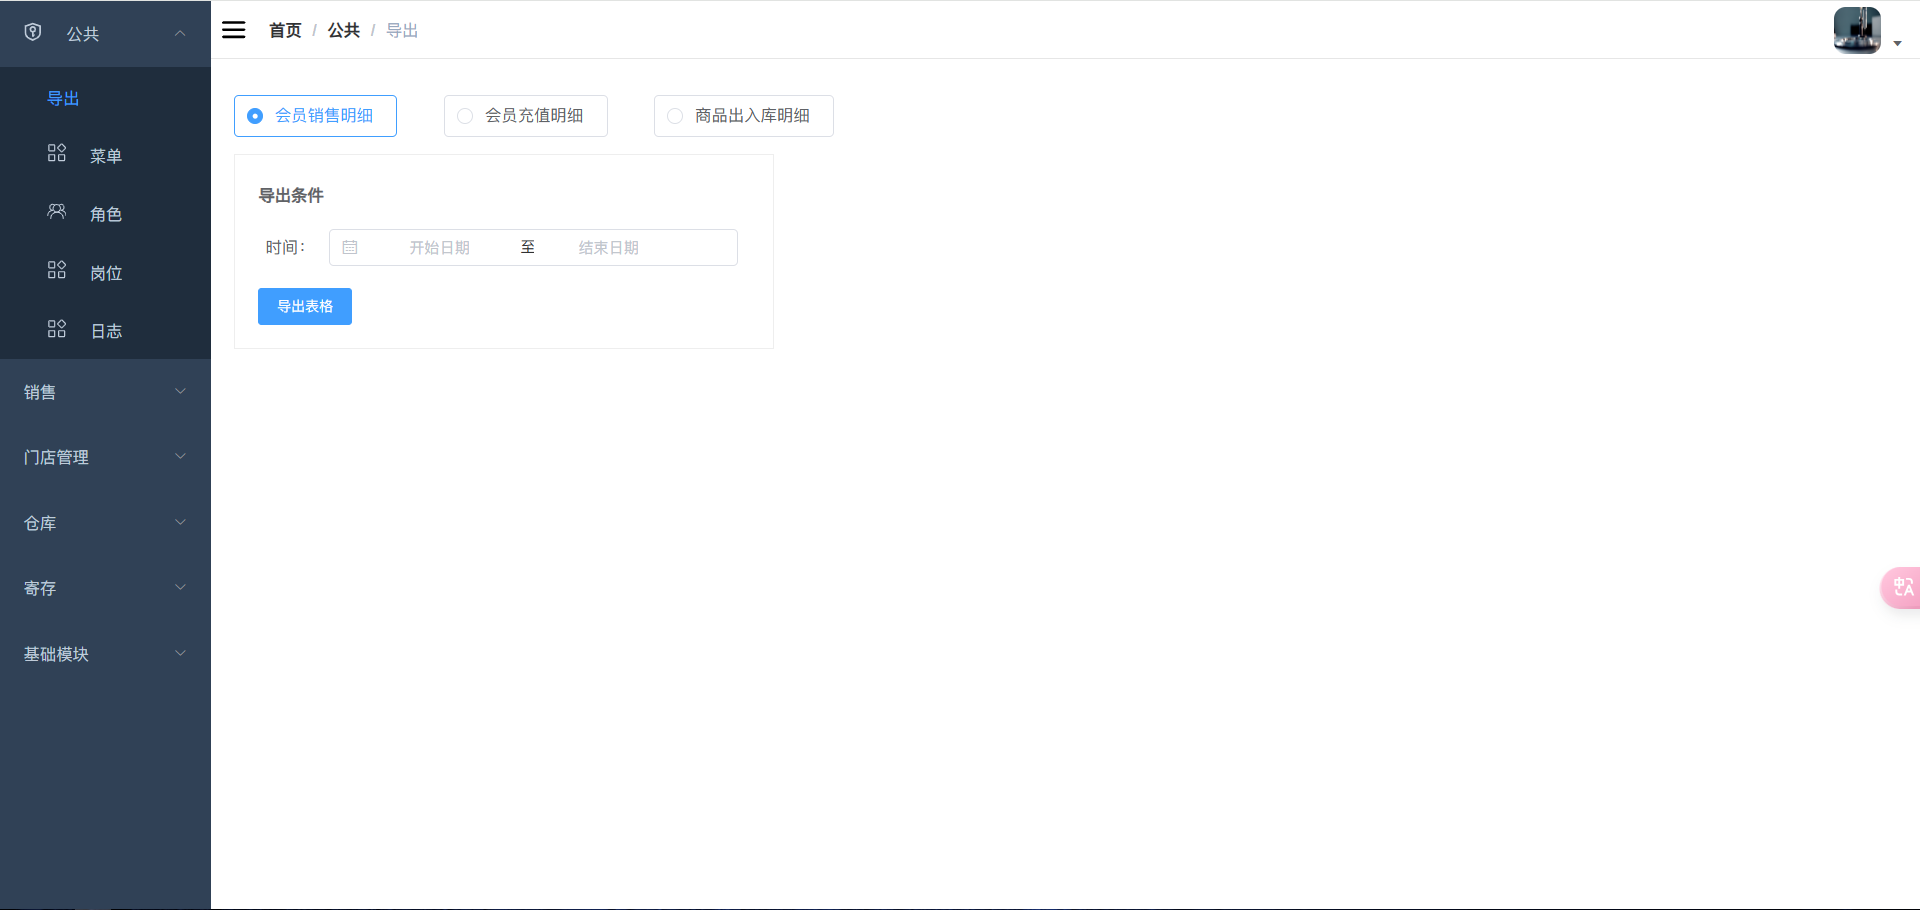 公共
首页 / 公共 / 导出
导出
菜单
角色
岗位
日志
销售
门店管理
仓库
寄存
基础模块
会员销售明细
会员充值明细
商品出入库明细
导出条件
时间： 开始日期 至 结束日期
导出表格
中A